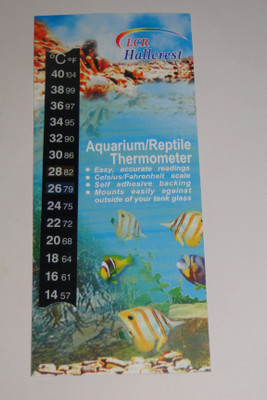 LCR
Hallcrest
°C °F
40 104
38 99
36 97
34 95
32 90
30 86
28 82
26 79
24 75
22 72
20 68
18 64
16 61
14 57
Aquarium/Reptile
Thermometer
Easy, accurate readings
Celsius/Fahrenheit scale
Self adhesive backing
Mounts easily against
outside of your tank glass